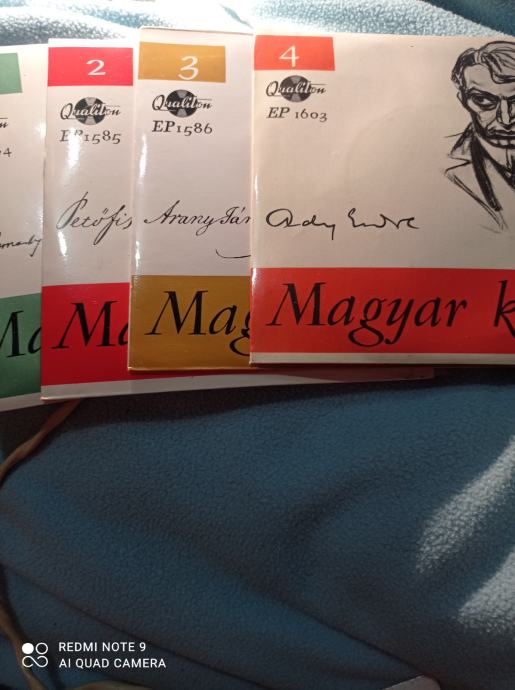 2
Qualiton
EP1585
Petőfi
Ma
3
Qualiton
EP1586
Arany Ján
Mag
4
Qualiton
EP 1603
Ady Endre
Magyar k
REDMI NOTE 9
AI QUAD CAMERA